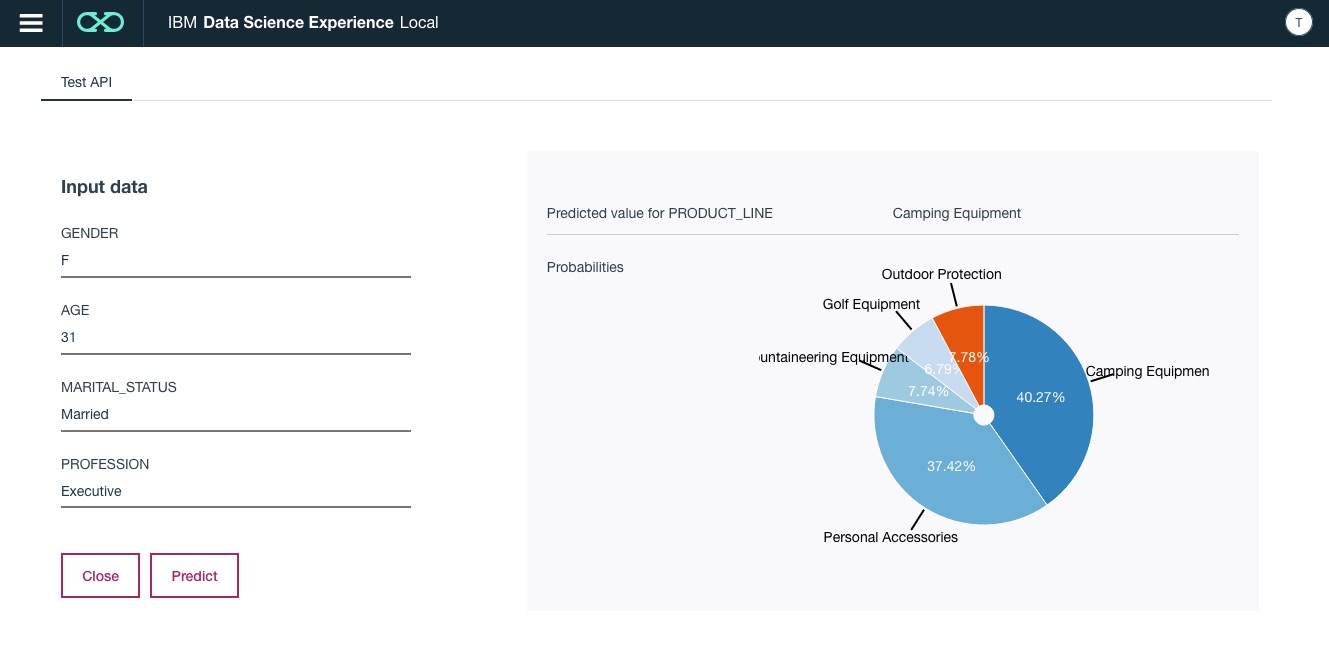 IBM Data Science Experience Local
T
Test API
Input data
GENDER
F
AGE
31
MARITAL_STATUS
Married
PROFESSION
Executive
Close
Predict
Predicted value for PRODUCT_LINE
Camping Equipment
Probabilities
Outdoor Protection
Golf Equipment
untaineering Equipment
Camping Equipmen
Personal Accessories
7.78%
6.79%
7.74%
40.27%
37.42%